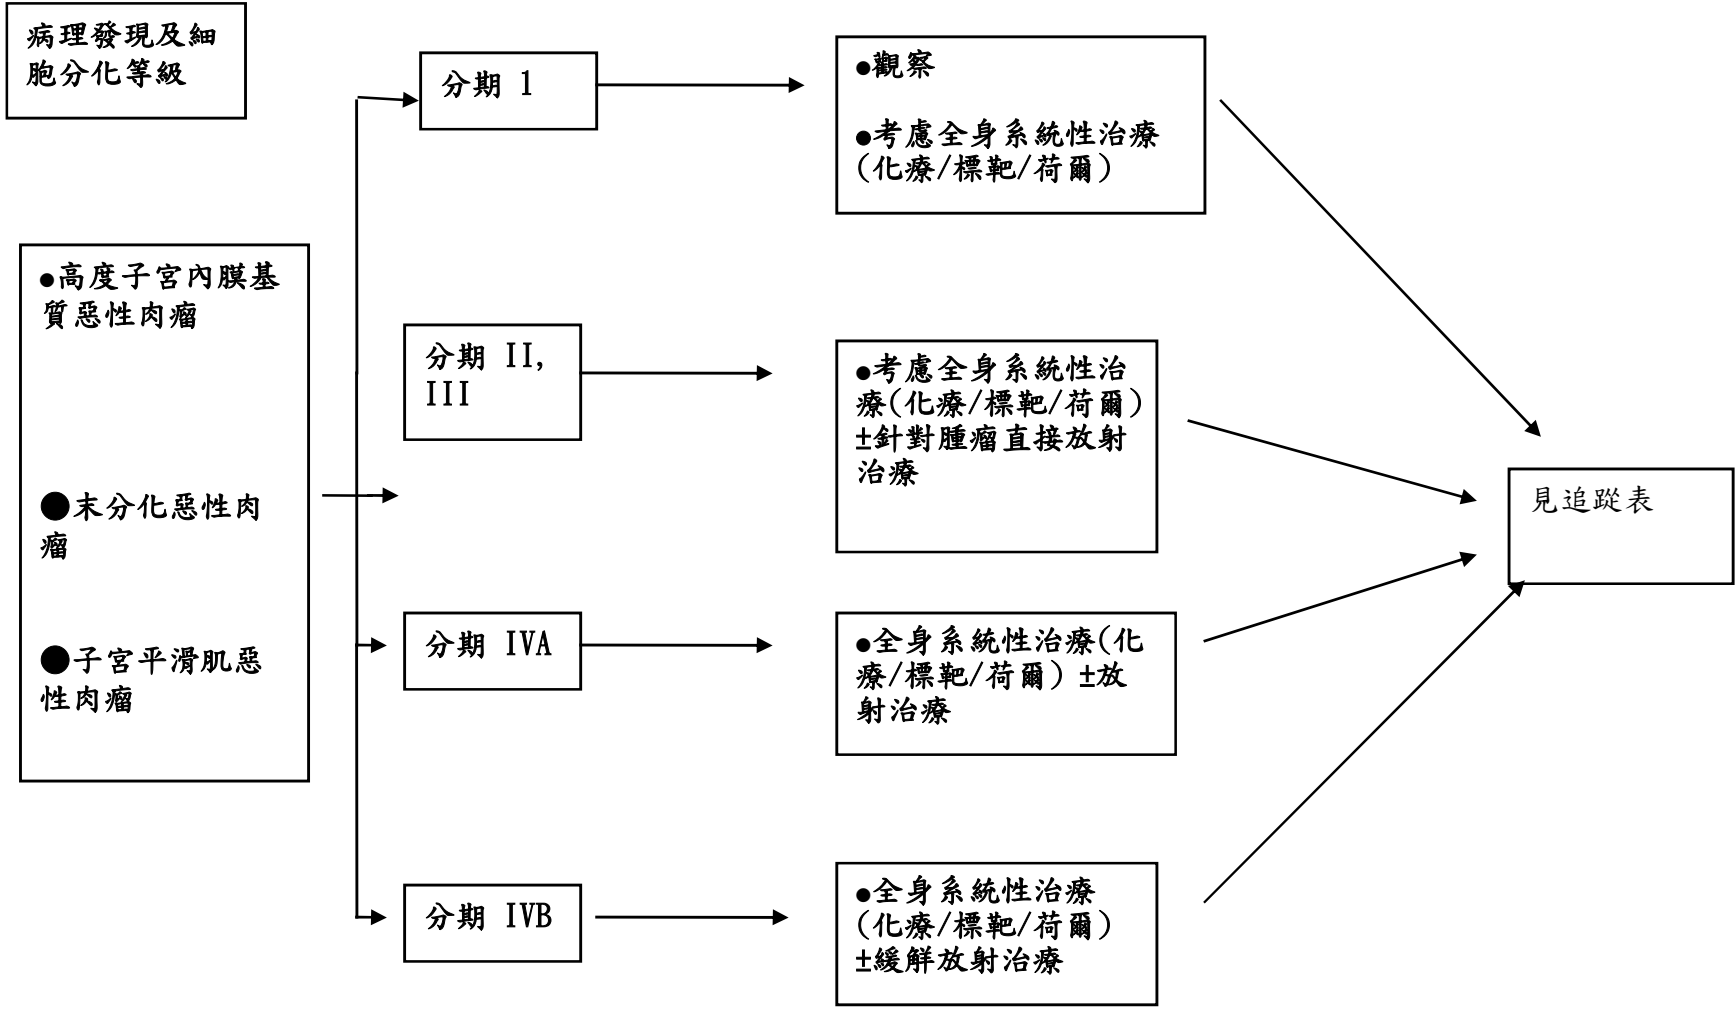 病理發現及細
胞分化等級
●高度子宮內膜基
質惡性肉瘤
●末分化惡性肉
瘤
●子宮平滑肌惡
性肉瘤
分期 1
●觀察
●考慮全身系統性治療
(化療/標靶/荷爾)
分期 II,
III
●考慮全身系統性治
療(化療/標靶/荷爾)
±針對腫瘤直接放射
治療
分期 IVA
●全身系統性治療(化
療/標靶/荷爾) ±放
射治療
分期 IVB
●全身系統性治療
(化療/標靶/荷爾)
±緩解放射治療
見追蹤表